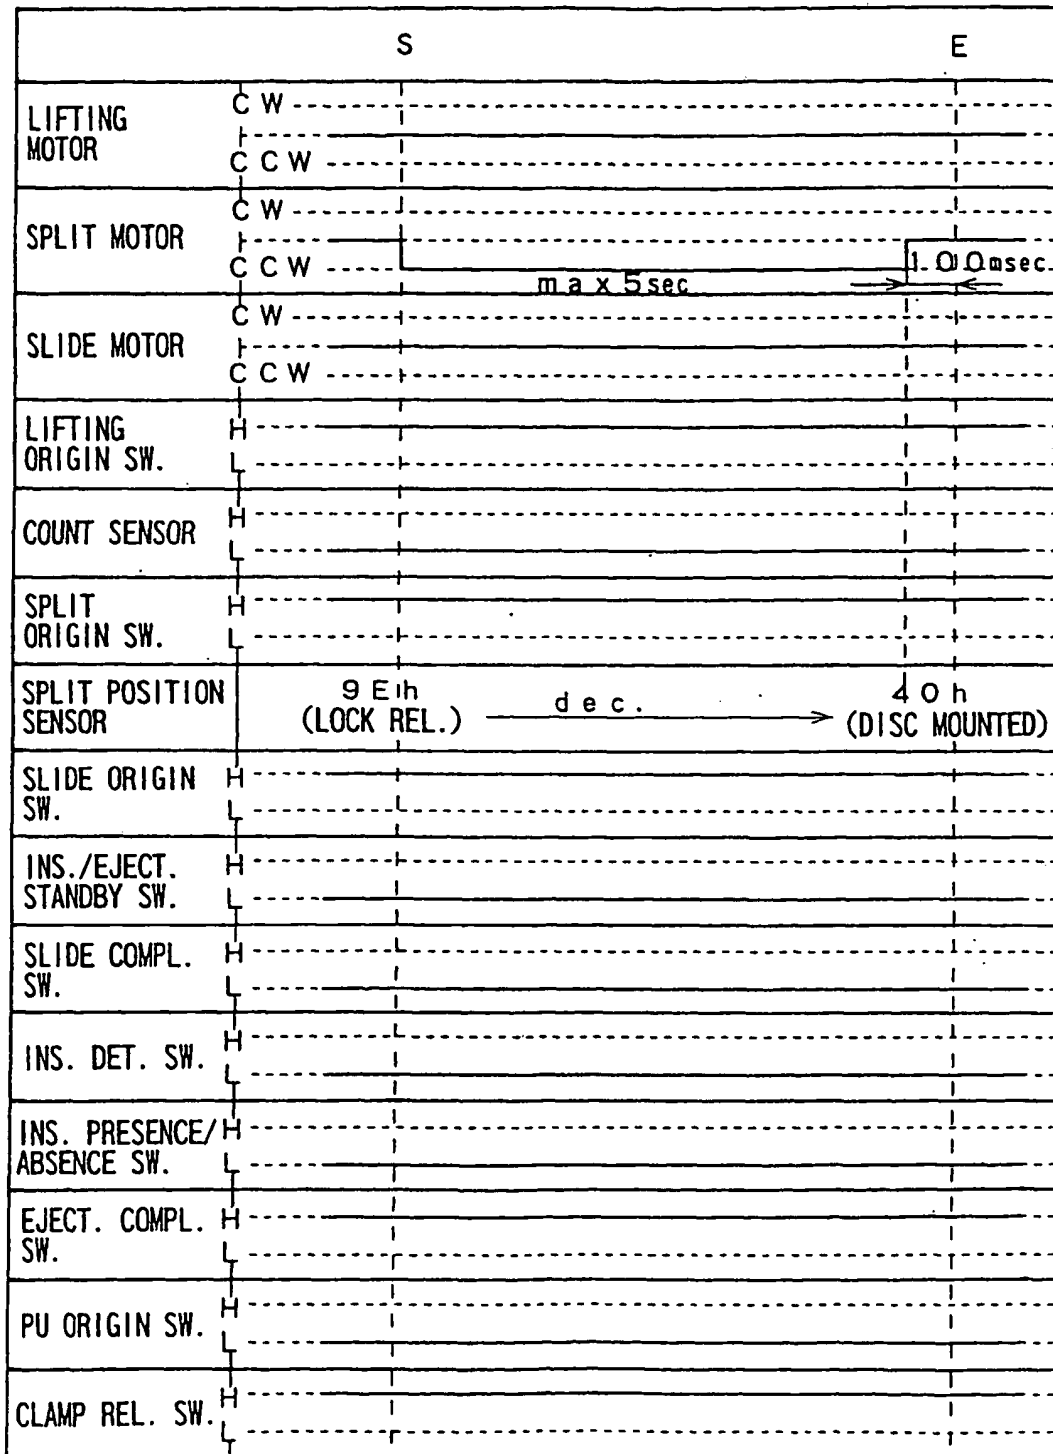 S E
LIFTING MOTOR
CW
CCW
SPLIT MOTOR
CW
CCW
max 5sec
100msec
SLIDE MOTOR
CW
CCW
LIFTING ORIGIN SW.
H
L
COUNT SENSOR
H
L
SPLIT ORIGIN SW.
H
L
SPLIT POSITION SENSOR
9Eh
(LOCK REL.)
dec.
40h
(DISC MOUNTED)
SLIDE ORIGIN SW.
H
L
INS./EJECT. STANDBY SW.
H
L
SLIDE COMPL. SW.
H
L
INS. DET. SW.
H
L
INS. PRESENCE/ ABSENCE SW.
H
L
EJECT. COMPL. SW.
H
L
PU ORIGIN SW.
H
L
CLAMP REL. SW.
H
L